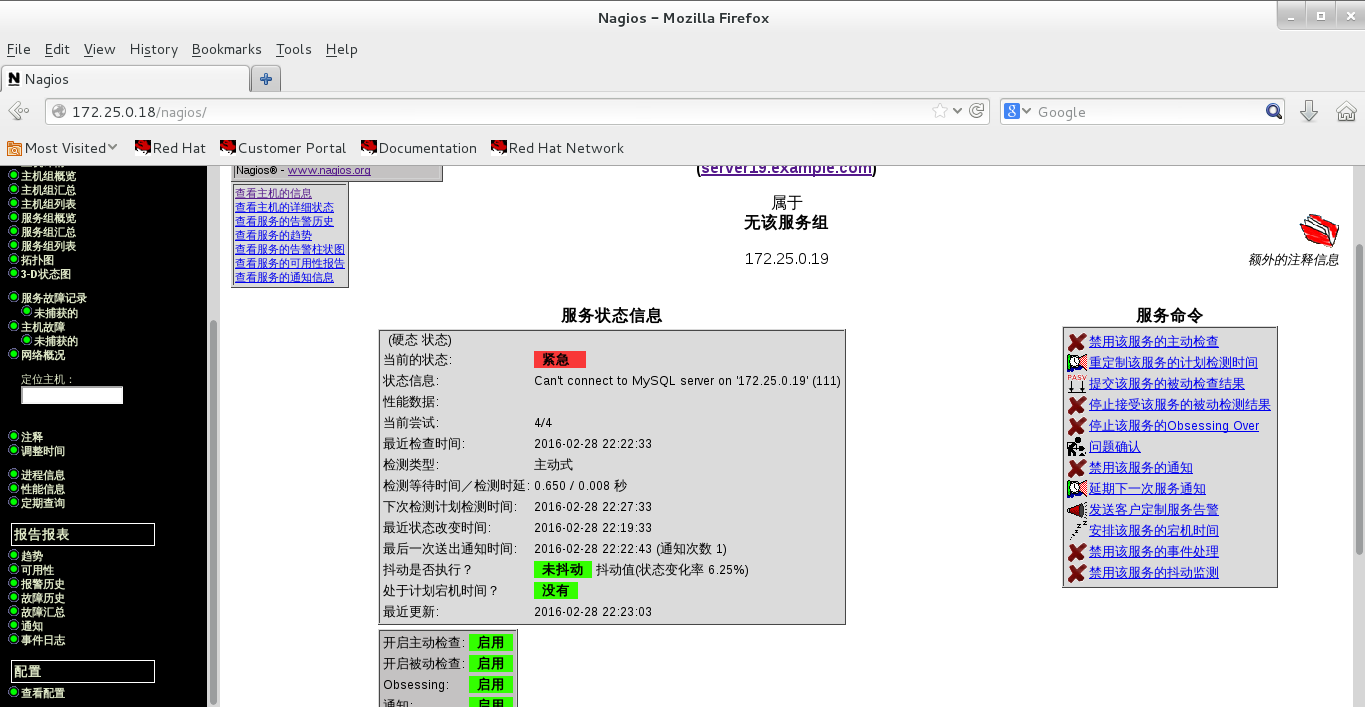 Nagios - Mozilla Firefox
File Edit View History Bookmarks Tools Help
Nagios
172.25.0.18/nagios/
Google
Most Visited Red Hat Customer Portal Documentation Red Hat Network
主机组概览
主机组汇总
主机组列表
服务组概览
服务组汇总
服务组列表
拓扑图
3-D状态图
服务故障记录
未捕获的
主机故障
未捕获的
网络概况
定位主机：
注释
调整时间
进程信息
性能信息
定期查询
报告报表
趋势
可用性
报警历史
故障历史
故障汇总
通知
事件日志
配置
查看配置
Nagios® - www.nagios.org
查看主机的信息
查看主机的详细状态
查看服务的告警历史
查看服务的趋势
查看服务的告警柱状图
查看服务的可用性报告
查看服务的通知信息
(server19.example.com)
属于
无该服务组
172.25.0.19
额外的注释信息
服务状态信息
(硬态 状态)
当前的状态: 紧急
状态信息: Can't connect to MySQL server on '172.25.0.19' (111)
性能数据:
当前尝试: 4/4
最近检查时间: 2016-02-28 22:22:33
检测类型: 主动式
检测等待时间／检测时延: 0.650 / 0.008 秒
下次检测计划检测时间: 2016-02-28 22:27:33
最近状态改变时间: 2016-02-28 22:19:33
最后一次送出通知时间: 2016-02-28 22:22:43 (通知次数 1)
抖动是否执行？ 未抖动 抖动值(状态变化率 6.25%)
处于计划宕机时间？ 没有
最近更新: 2016-02-28 22:23:03
开启主动检查: 启用
开启被动检查: 启用
Obsessing: 启用
通知: 启用
服务命令
禁用该服务的主动检查
重定制该服务的计划检测时间
PASV
提交该服务的被动检查结果
停止接受该服务的被动检测结果
停止该服务的Obsessing Over
问题确认
禁用该服务的通知
延期下一次服务通知
发送客户定制服务告警
安排该服务的宕机时间
禁用该服务的事件处理
禁用该服务的抖动监测